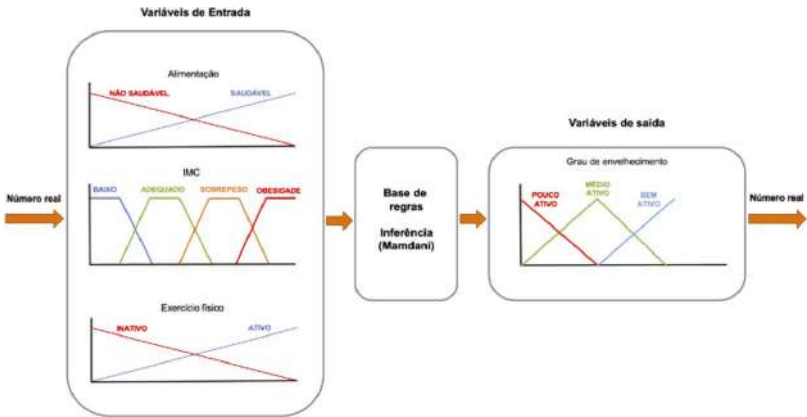 Variáveis de Entrada
Alimentação
NÃO SAUDÁVEL
SAUDÁVEL
IMC
BAIXO
ADEQUADO
SOBREPESO
OBESIDADE
Exercício físico
INATIVO
ATIVO
Número real
Base de
regras
Inferência
(Mamdani)
Variáveis de saída
Grau de envelhecimento
POUCO
ATIVO
MÉDIO
ATIVO
BEM
ATIVO
Número real